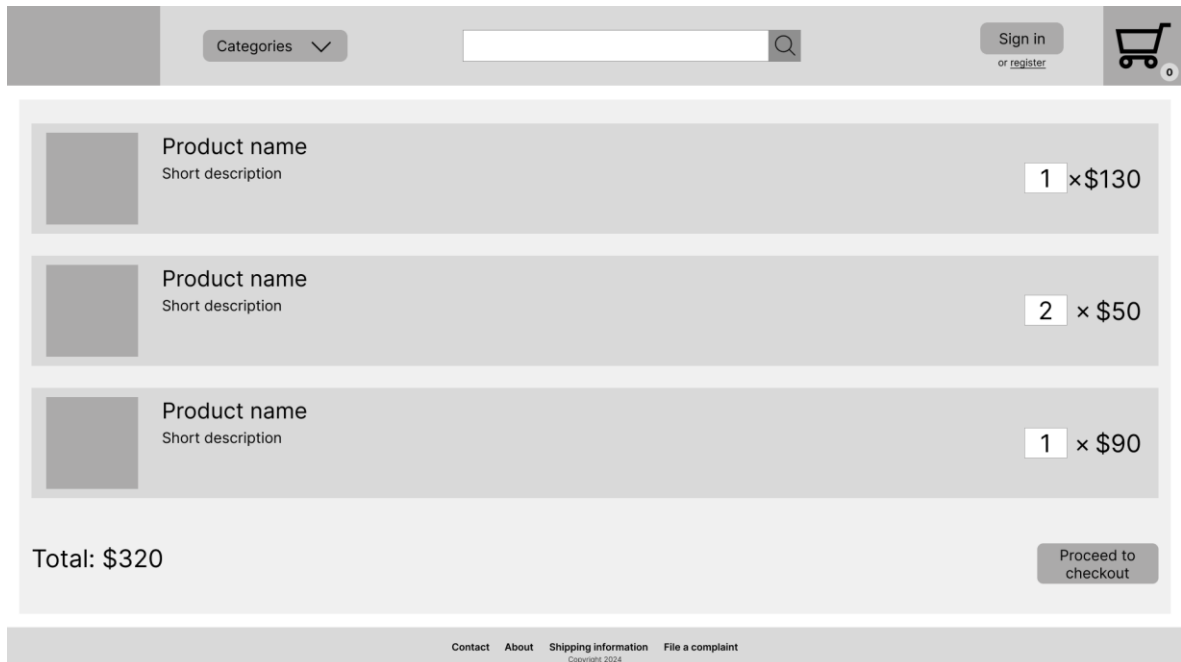 Categories
Sign in
or register
0
Product name
Short description
1 ×$130
Product name
Short description
2 × $50
Product name
Short description
1 × $90
Total: $320
Proceed to
checkout
Contact About Shipping information File a complaint
Copyright 2024